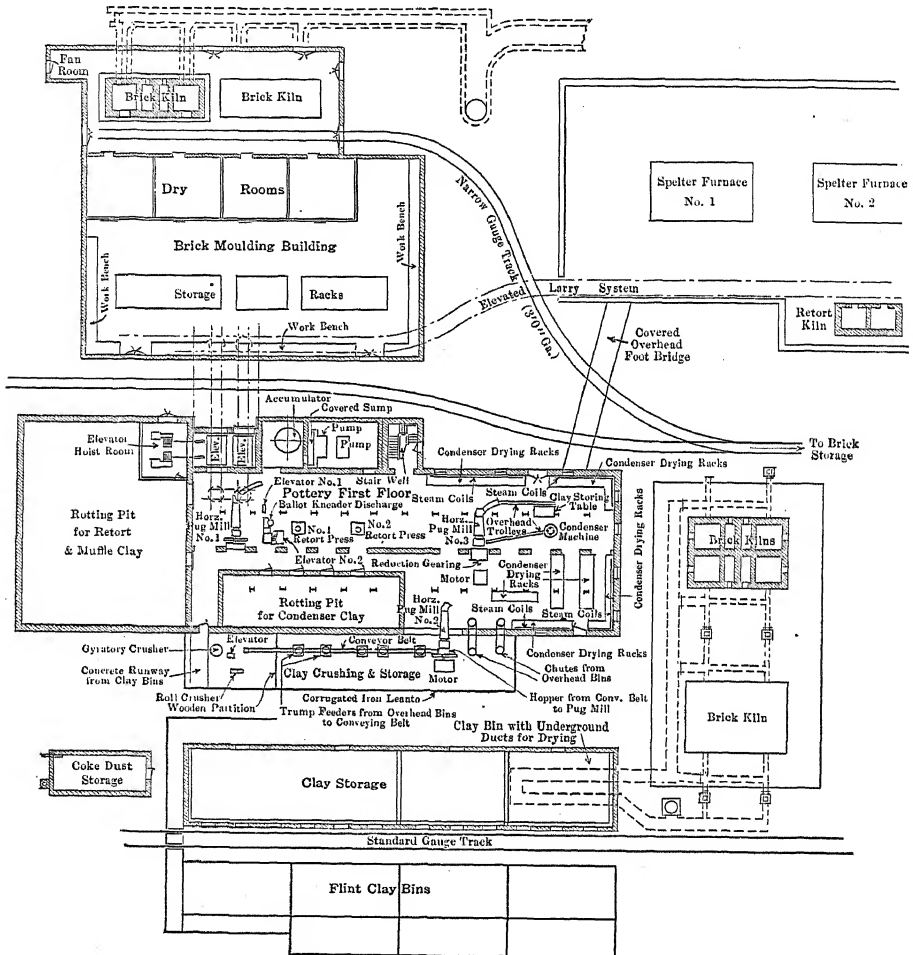 Fan
Room
Brick Kiln
Brick Kiln
Dry Rooms
Brick Moulding Building
Work Bench
Work Bench
Storage
Racks
Work Bench
Narrow Gauge Track
(3'0" Ga.)
Spelter Furnace
No. 1
Spelter Furnace
No. 2
Elevated Larry System
Retort
Kiln
Covered
Overhead
Foot Bridge
Accumulator
Covered Sump
Pump
Pump
Elevator
Hoist Room
Elev.
Elev.
Stair Well
Condenser Drying Racks
Condenser Drying Racks
To Brick
Storage
Elevator No.1
Pottery First Floor
Ballot Kneader Discharge
Steam Coils
Steam Coils
Clay Storing
Table
Rotting Pit
for Retort
& Muffle Clay
Horz.
Pug Mill
No.1
No.1
Retort Press
No.2
Retort Press
Horz.
Pug Mill
No.3
Overhead
Trolleys
Condenser
Machine
Condenser Drying Racks
Brick Kilns
Elevator No.2
Reduction Gearing
Motor
Condenser
Drying
Racks
Rotting Pit
for Condenser Clay
Horz.
Pug Mill
No.2
Steam Coils
Steam Coils
Gyratory Crusher
Elevator
Conveyor Belt
Condenser Drying Racks
Concrete Runway
from Clay Bins
Clay Crushing & Storage
Motor
Chutes from
Overhead Bins
Roll Crusher
Wooden Partition
Corrugated Iron Leanto
Hopper from Conv. Belt
to Pug Mill
Trump Feeders from Overhead Bins
to Conveying Belt
Brick Kiln
Clay Bin with Underground
Ducts for Drying
Coke Dust
Storage
Clay Storage
Standard Gauge Track
Flint Clay Bins